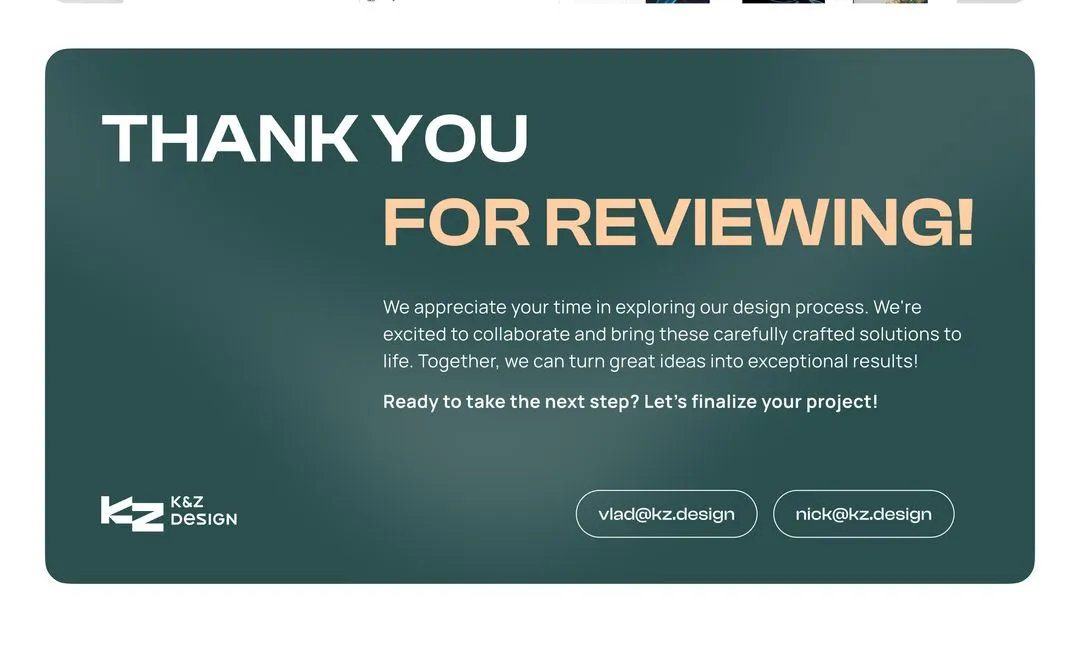 THANK YOU
FOR REVIEWING!
We appreciate your time in exploring our design process. We're
excited to collaborate and bring these carefully crafted solutions to
life. Together, we can turn great ideas into exceptional results!
Ready to take the next step? Let's finalize your project!
KZ
K&Z
DESIGN
vlad@kz.design
nick@kz.design